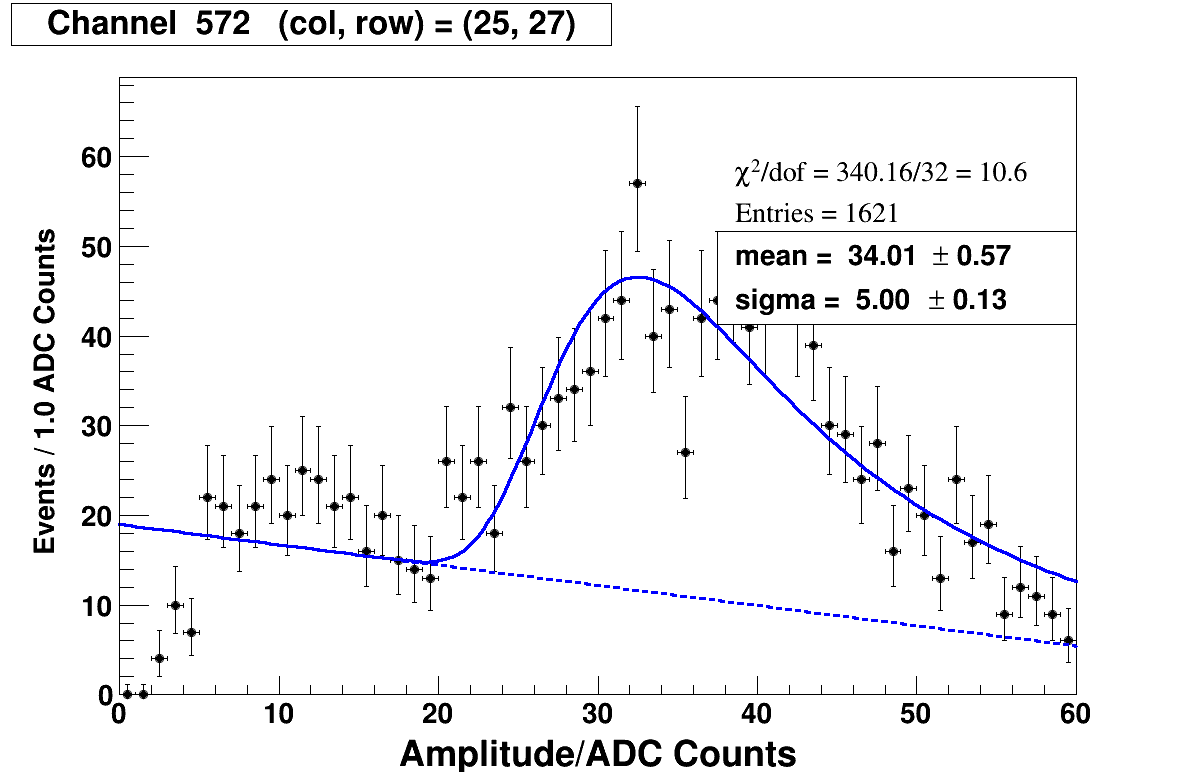 Channel 572 (col, row) = (25, 27)
χ²/dof = 340.16/32 = 10.6
Entries = 1621
mean = 34.01 ± 0.57
sigma = 5.00 ± 0.13
Events / 1.0 ADC Counts
60
50
40
30
20
10
0
0 10 20 30 40 50 60
Amplitude/ADC Counts